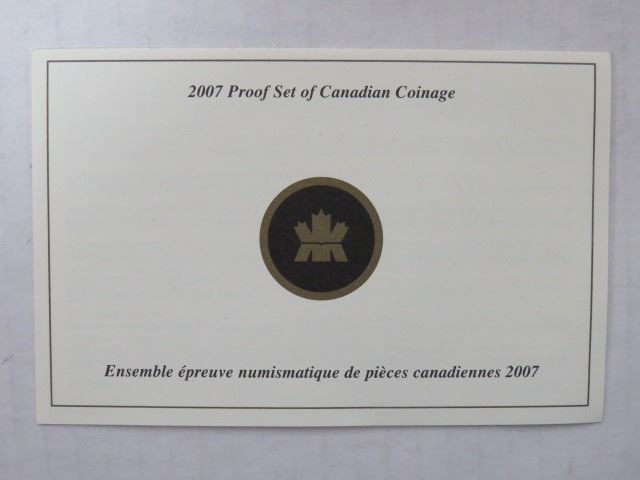 2007 Proof Set of Canadian Coinage
Ensemble épreuve numismatique de pièces canadiennes 2007